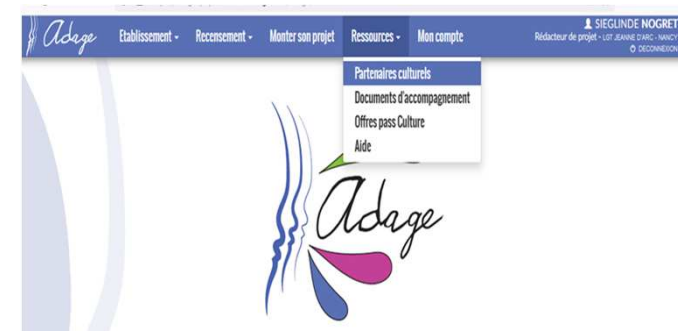 Adage Etablissement Recensement Monter son projet Ressources Mon compte
SIEGLINDE NOGRET
Rédacteur de projet - LGT JEANNE D'ARC - NANCY
DECONNEXION
Partenaires culturels
Documents d'accompagnement
Offres pass Culture
Aide
adage